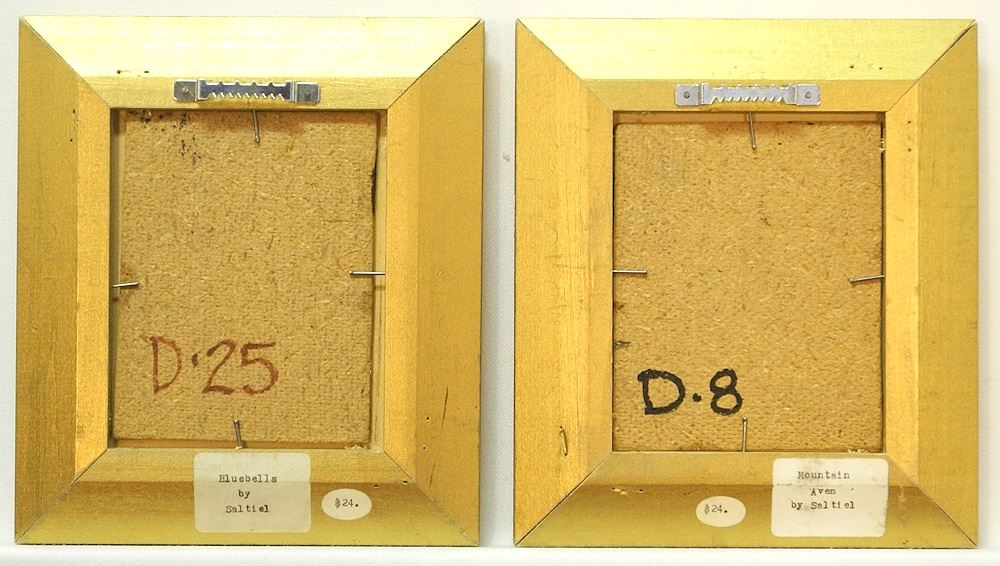 D·25
Bluebells
by
Saltiel
$24.
D.8
$24.
Mountain
Aven
by Saltiel